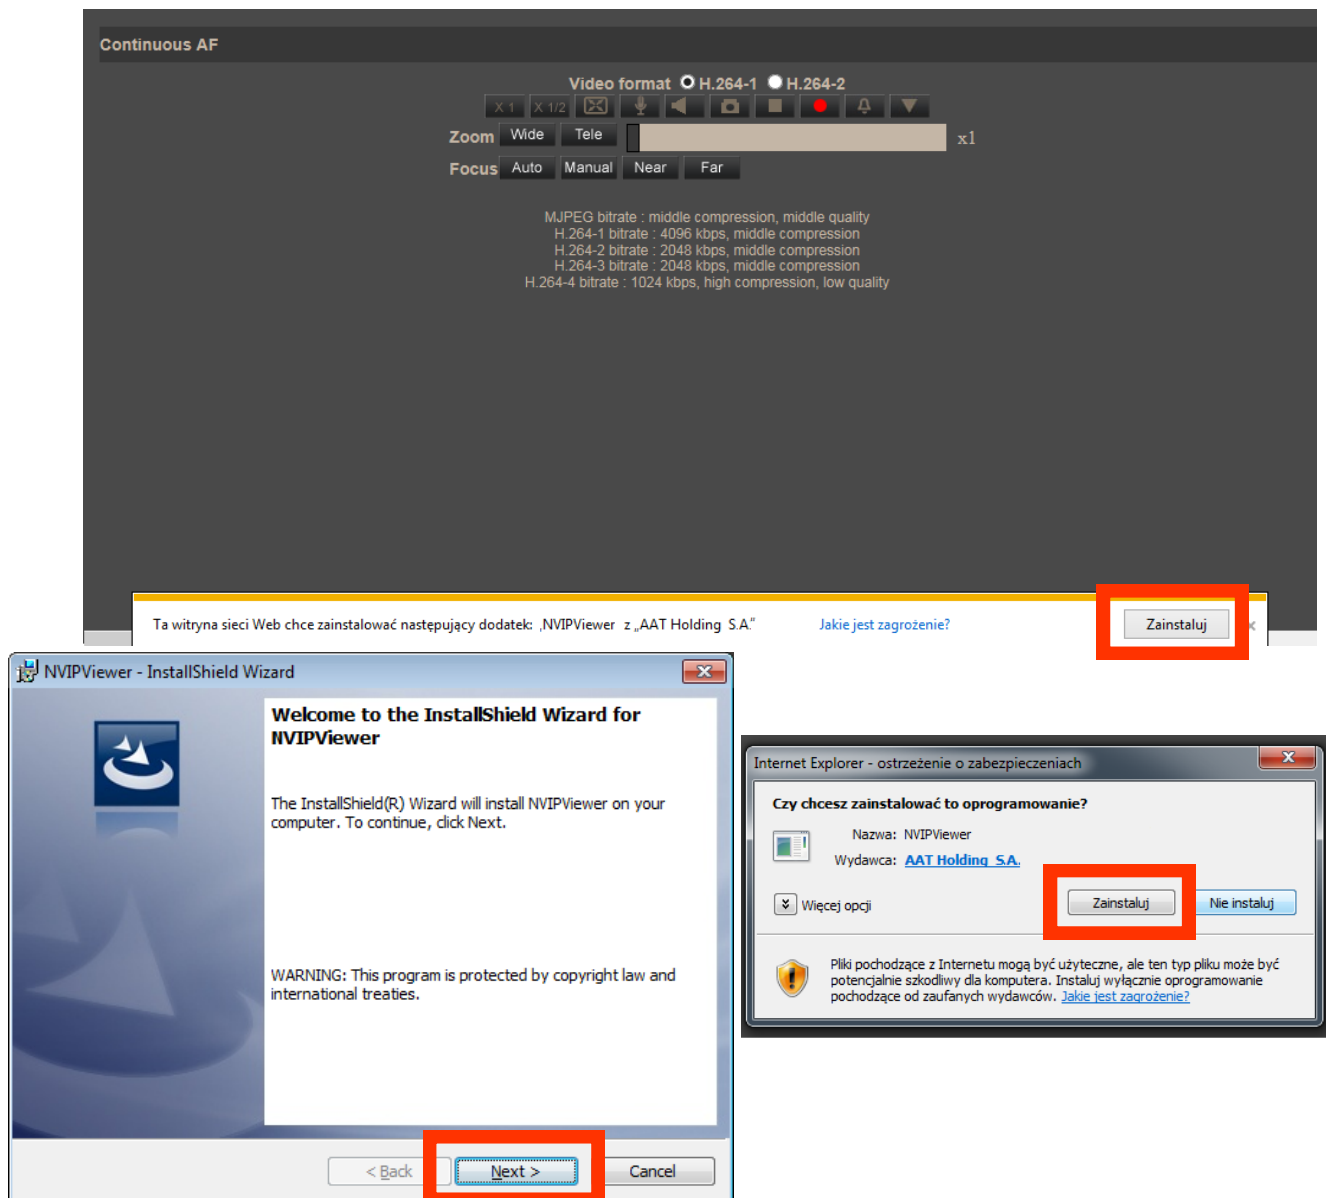 Continuous AF
Video format H.264-1 H.264-2
X 1 X 1/2
Zoom Wide Tele x1
Focus Auto Manual Near Far
MJPEG bitrate : middle compression, middle quality
H.264-1 bitrate : 4096 kbps, middle compression
H.264-2 bitrate : 2048 kbps, middle compression
H.264-3 bitrate : 2048 kbps, middle compression
H.264-4 bitrate : 1024 kbps, high compression, low quality
Ta witryna sieci Web chce zainstalować następujący dodatek: „NVIPViewer z „AAT Holding S.A.” Jakie jest zagrożenie? Zainstaluj x
NVIPViewer - InstallShield Wizard
Welcome to the InstallShield Wizard for
NVIPViewer
The InstallShield(R) Wizard will install NVIPViewer on your
computer. To continue, click Next.
WARNING: This program is protected by copyright law and
international treaties.
< Back Next > Cancel
Internet Explorer - ostrzeżenie o zabezpieczeniach
Czy chcesz zainstalować to oprogramowanie?
Nazwa: NVIPViewer
Wydawca: AAT Holding S.A.
Więcej opcji Zainstaluj Nie instaluj
Pliki pochodzące z Internetu mogą być użyteczne, ale ten typ pliku może być
potencjalnie szkodliwy dla komputera. Instaluj wyłącznie oprogramowanie
pochodzące od zaufanych wydawców. Jakie jest zagrożenie?